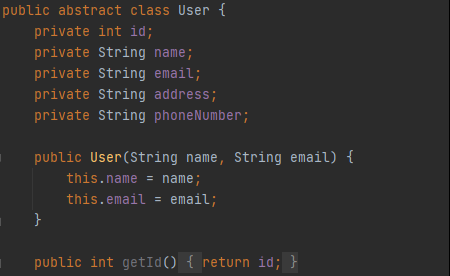 public abstract class User {
private int id;
private String name;
private String email;
private String address;
private String phoneNumber;
public User(String name, String email) {
this.name = name;
this.email = email;
}
public int getId() { return id; }